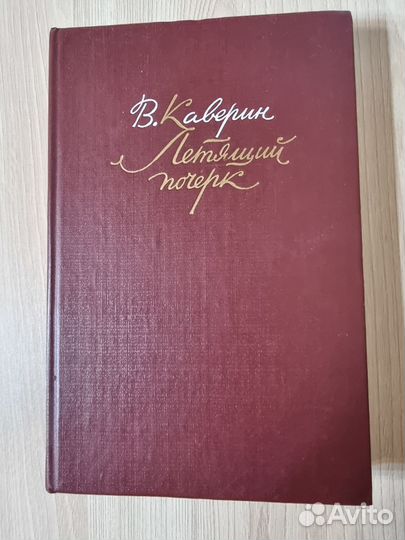 В. Каверин
Летящий
почерк
Avito